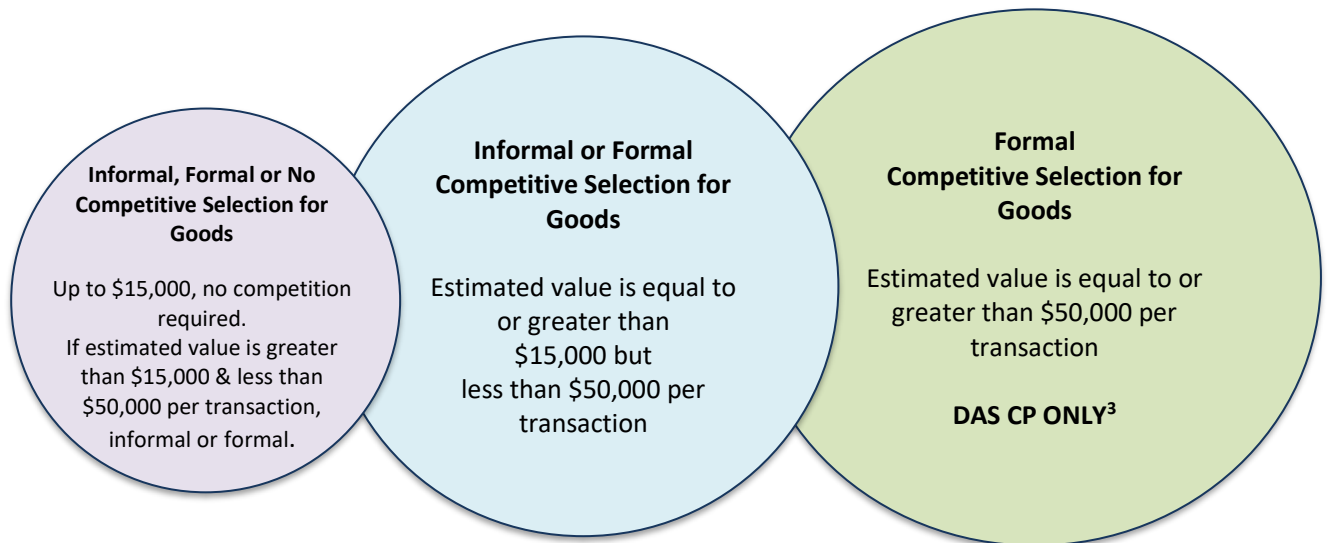 Informal, Formal or No
Competitive Selection for
Goods
Up to $15,000, no competition
required.
If estimated value is greater
than $15,000 & less than
$50,000 per transaction,
informal or formal.
Informal or Formal
Competitive Selection for
Goods
Estimated value is equal to
or greater than
$15,000 but
less than $50,000 per
transaction
Formal
Competitive Selection for
Goods
Estimated value is equal to or
greater than $50,000 per
transaction
DAS CP ONLY³